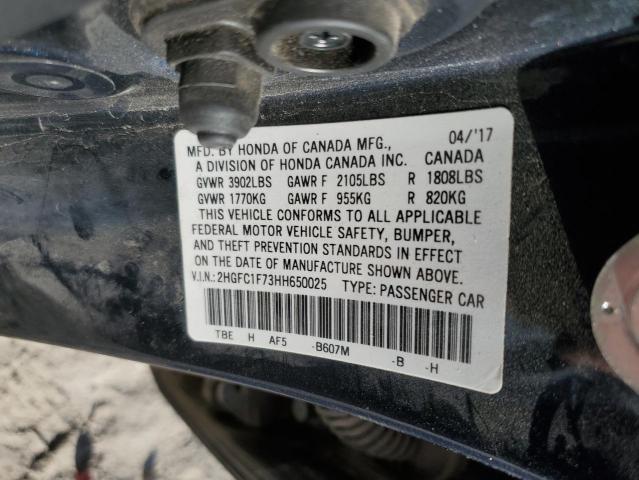 MFD. BY HONDA OF CANADA MFG., 04/'17
A DIVISION OF HONDA CANADA INC. CANADA
GVWR 3902LBS GAWR F 2105LBS R 1808LBS
GVWR 1770KG GAWR F 955KG R 820KG
THIS VEHICLE CONFORMS TO ALL APPLICABLE
FEDERAL MOTOR VEHICLE SAFETY, BUMPER,
AND THEFT PREVENTION STANDARDS IN EFFECT
ON THE DATE OF MANUFACTURE SHOWN ABOVE.
V.I.N.: 2HGFC1F73HH650025 TYPE: PASSENGER CAR
TBE H AF5 -B607M -B -H